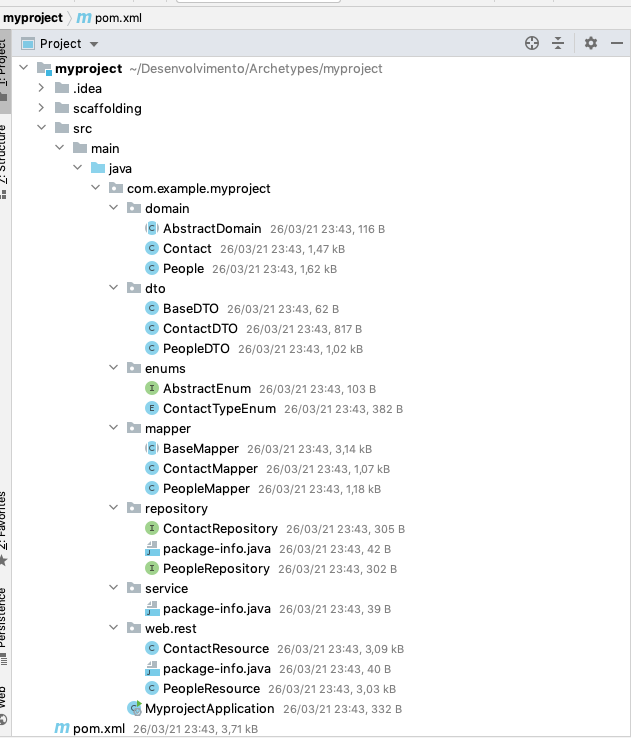 myproject pom.xml
1: Project
Project
myproject ~/Desenvolvimento/Archetypes/myproject
.idea
scaffolding
src
main
java
com.example.myproject
domain
AbstractDomain 26/03/21 23:43, 116 B
Contact 26/03/21 23:43, 1,47 kB
People 26/03/21 23:43, 1,62 kB
dto
BaseDTO 26/03/21 23:43, 62 B
ContactDTO 26/03/21 23:43, 817 B
PeopleDTO 26/03/21 23:43, 1,02 kB
enums
AbstractEnum 26/03/21 23:43, 103 B
ContactTypeEnum 26/03/21 23:43, 382 B
mapper
BaseMapper 26/03/21 23:43, 3,14 kB
ContactMapper 26/03/21 23:43, 1,07 kB
PeopleMapper 26/03/21 23:43, 1,18 kB
repository
ContactRepository 26/03/21 23:43, 305 B
package-info.java 26/03/21 23:43, 42 B
PeopleRepository 26/03/21 23:43, 302 B
service
package-info.java 26/03/21 23:43, 39 B
web.rest
ContactResource 26/03/21 23:43, 3,09 kB
package-info.java 26/03/21 23:43, 40 B
PeopleResource 26/03/21 23:43, 3,03 kB
MyprojectApplication 26/03/21 23:43, 332 B
pom.xml 26/03/21 23:43, 3,71 kB
Z: Structure
2: Favorites
Persistence
Web